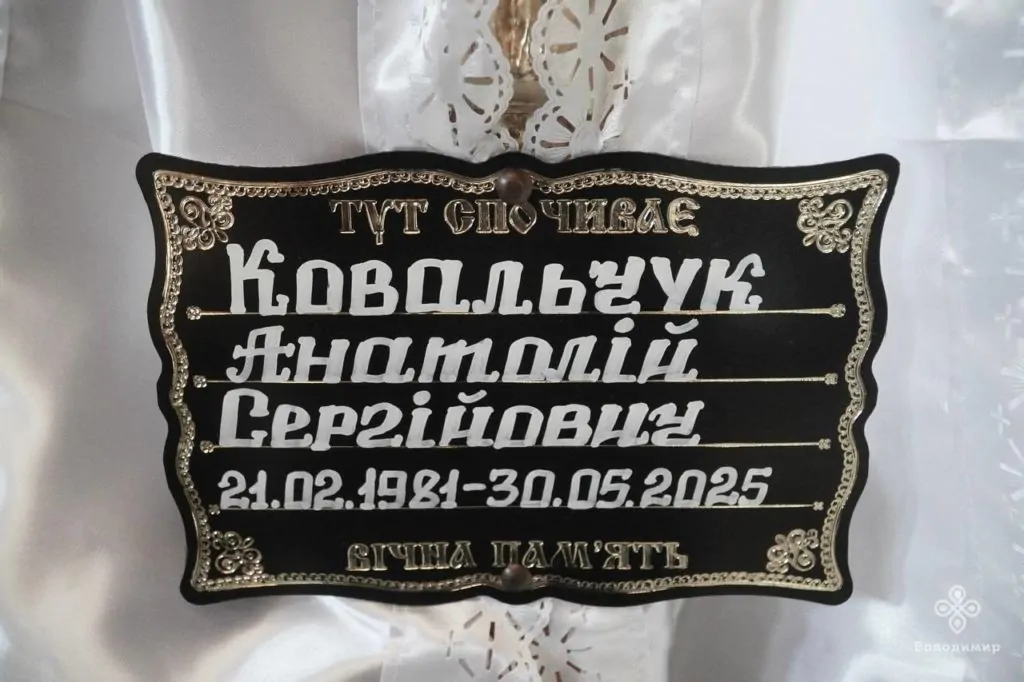 ТУТ СПОЧИВАЄ
Ковальчук
Анатолій
Сергійович
21.02.1981-30.05.2025
ВІЧНА ПАМ'ЯТЬ
Володимир